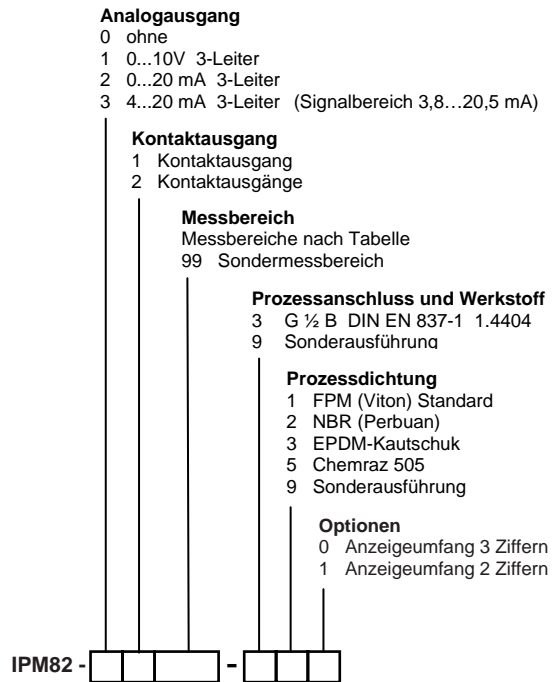 Analogausgang
0 ohne
1 0...10V 3-Leiter
2 0...20 mA 3-Leiter
3 4...20 mA 3-Leiter (Signalbereich 3,8…20,5 mA)
Kontaktausgang
1 Kontaktausgang
2 Kontaktausgänge
Messbereich
Messbereiche nach Tabelle
99 Sondermessbereich
Prozessanschluss und Werkstoff
3 G ½ B DIN EN 837-1 1.4404
9 Sonderausführung
Prozessdichtung
1 FPM (Viton) Standard
2 NBR (Perbuan)
3 EPDM-Kautschuk
5 Chemraz 505
9 Sonderausführung
Optionen
0 Anzeigeumfang 3 Ziffern
1 Anzeigeumfang 2 Ziffern
IPM82 - -